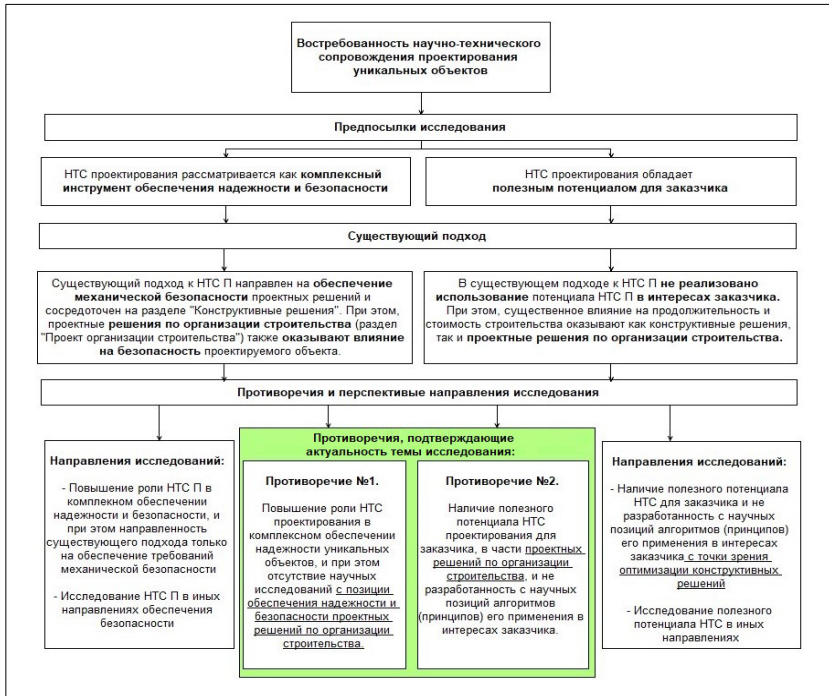 Востребованность научно-технического
сопровождения проектирования
уникальных объектов
Предпосылки исследования
НТС проектирования рассматривается как комплексный
инструмент обеспечения надежности и безопасности
НТС проектирования обладает
полезным потенциалом для заказчика
Существующий подход
Существующий подход к НТС П направлен на обеспечение
механической безопасности проектных решений и
сосредоточен на разделе "Конструктивные решения". При этом,
проектные решения по организации строительства (раздел
"Проект организации строительства") также оказывают влияние
на безопасность проектируемого объекта.
В существующем подходе к НТС П не реализовано
использование потенциала НТС П в интересах заказчика.
При этом, существенное влияние на продолжительность и
стоимость строительства оказывают как конструктивные решения,
так и проектные решения по организации строительства.
Противоречия и перспективые направления исследования
Направления исследований:
- Повышение роли НТС П в
комплексном обеспечении
надежности и безопасности, и
при этом направленность
существующего подхода только
на обеспечение требований
механической безопасности
- Исследование НТС П в иных
направлениях обеспечения
безопасности
Противоречия, подтверждающие
актуальность темы исследования:
Противоречие №1.
Повышение роли НТС
проектирования в
комплексном обеспечении
надежности уникальных
объектов, и при этом
отсутствие научных
исследований с позиции
обеспечения надежности и
безопасности проектных
решений по организации
строительства.
Противоречие №2.
Наличие полезного
потенциала НТС
проектирования для
заказчика, в части проектных
решений по организации
строительства, и не
разработанность с научных
позиций алгоритмов
(принципов) его применения в
интересах заказчика.
Направления исследований:
- Наличие полезного потенциала
НТС для заказчика и не
разработанность с научных
позиций алгоритмов (принципов)
его применения в интересах
заказчика с точки зрения
оптимизации конструктивных
решений
- Исследование полезного
потенциала НТС в иных
направлениях